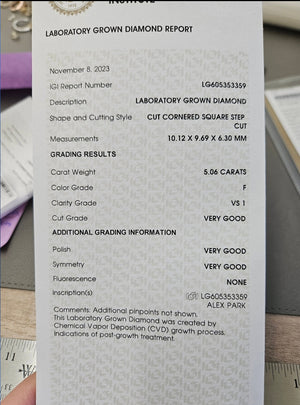 INSTITUTE
LABORATORY GROWN DIAMOND REPORT
November 8, 2023
IGI Report Number LG605353359
Description LABORATORY GROWN DIAMOND
Shape and Cutting Style CUT CORNERED SQUARE STEP
CUT
Measurements 10.12 X 9.69 X 6.30 MM
GRADING RESULTS
Carat Weight 5.06 CARATS
Color Grade F
Clarity Grade VS 1
Cut Grade VERY GOOD
ADDITIONAL GRADING INFORMATION
Polish VERY GOOD
Symmetry VERY GOOD
Fluorescence NONE
Inscription(s) LG605353359
ALEX PARK
Comments: Additional pinpoints not shown.
This Laboratory Grown Diamond was created by
Chemical Vapor Deposition (CVD) growth process.
Indications of post-growth treatment.
11